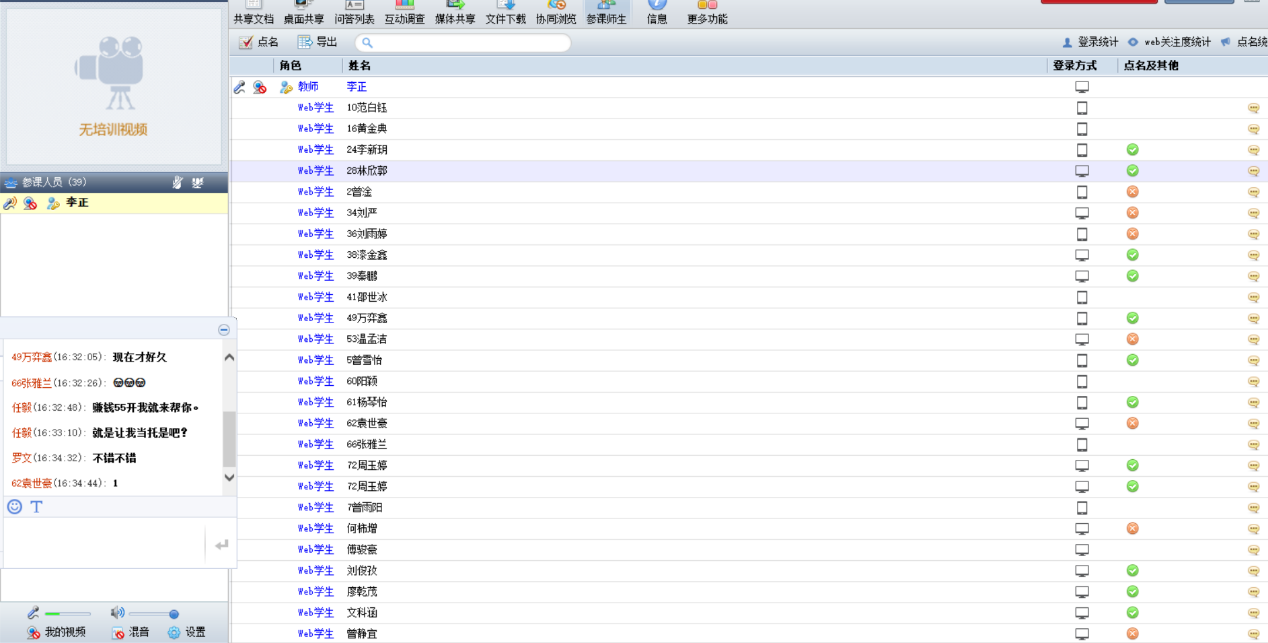 共享文档 桌面共享 问答列表 互动调查 媒体共享 文件下载 协同浏览 参课师生 信息 更多功能
点名 导出 登录统计 web关注度统计 点名统
角色 姓名 登录方式 点名及其他
教师 李正
Web学生 10范白钰
Web学生 16黄金典
Web学生 24李新玥
Web学生 28林欣郭
Web学生 2曾淦
Web学生 34刘严
Web学生 36刘雨婷
Web学生 38漆金鑫
Web学生 39秦鹏
Web学生 41邵世冰
Web学生 49万弈鑫
Web学生 53温孟洁
Web学生 5曾雪怡
Web学生 60阳颖
Web学生 61杨琴怡
Web学生 62袁世豪
Web学生 66张雅兰
Web学生 72周玉婷
Web学生 72周玉婷
Web学生 7曾雨阳
Web学生 何柿增
Web学生 傅骏豪
Web学生 刘俊孜
Web学生 廖乾茂
Web学生 文科涵
Web学生 曾静宜
无培训视频
参课人员 (39)
李正
49万弈鑫(16:32:05): 现在才好久
66张雅兰(16:32:26):
任毅(16:32:48): 赚钱55开我就来帮你。
任毅(16:33:10): 就是让我当托是吧?
罗文(16:34:32): 不错不错
62袁世豪(16:34:44): 1
T
我的视频 混音 设置